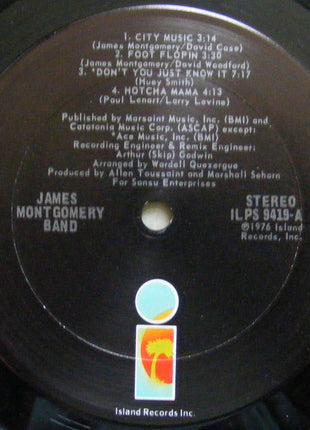 1. CITY MUSIC 3:14
(James Montgomery/David Case)
2. FOOT FLOPIN 3:30
(James Montgomery/David Woodford)
3. *DON'T YOU JUST KNOW IT 7:17
(Huey Smith)
4. HOTCHA MAMA 4:13
(Paul Lenart/Larry Lovine)
Published by Marsaint Music, Inc. (BMI) and
Catatonia Music Corp. (ASCAP) except:
*Ace Music, Inc. (BMI)
Recording Engineer & Remix Engineer:
Arthur (Skip) Godwin
Arranged by Wardell Quezergue
Produced by Allen Toussaint and Marshall Sehorn
For Sansu Enterprises
JAMES
MONTGOMERY
BAND
STEREO
ILPS 9419-A
℗1976 Island
Records, Inc.
Island Records Inc.